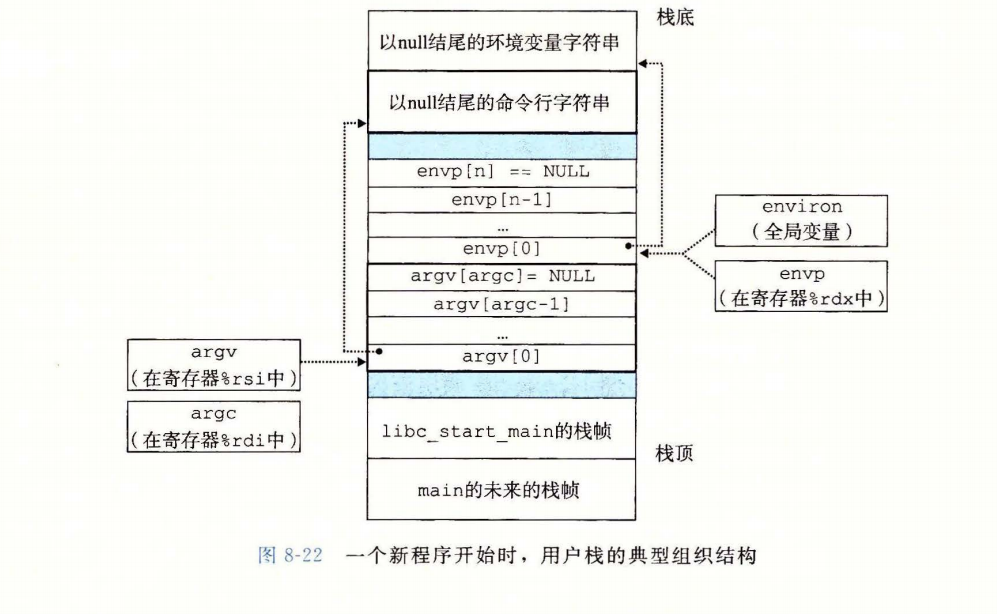 栈底
以null结尾的环境变量字符串
以null结尾的命令行字符串
envp[n] == NULL
envp[n-1]
…
envp[0]
argv[argc]= NULL
argv[argc-1]
…
argv[0]
environ
(全局变量)
envp
(在寄存器%rdx中)
argv
(在寄存器%rsi中)
argc
(在寄存器%rdi中)
libc_start_main的栈帧
栈顶
main的未来的栈帧
图 8-22 一个新程序开始时，用户栈的典型组织结构